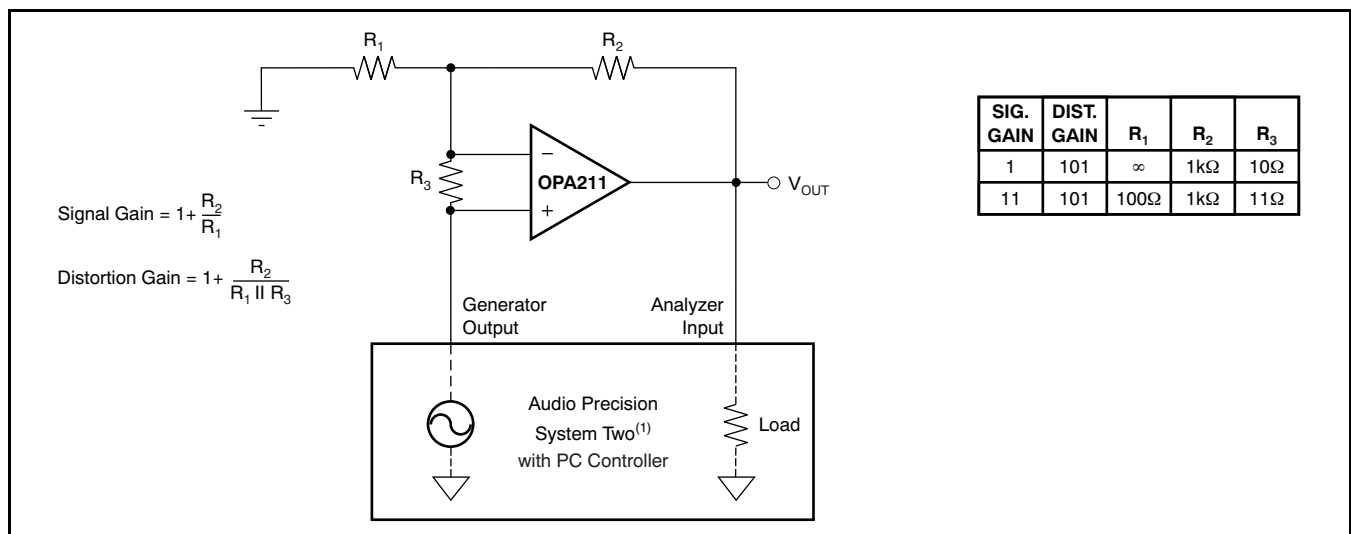 R1
R2
R3
−
OPA211
+
VOUT
Signal Gain = 1+ R2
R1
Distortion Gain = 1+ R2
R1 II R3
Generator
Output
Analyzer
Input
Audio Precision
System Two(1)
with PC Controller
Load
SIG. GAIN DIST. GAIN R1 R2 R3
1 101 ∞ 1kΩ 10Ω
11 101 100Ω 1kΩ 11Ω